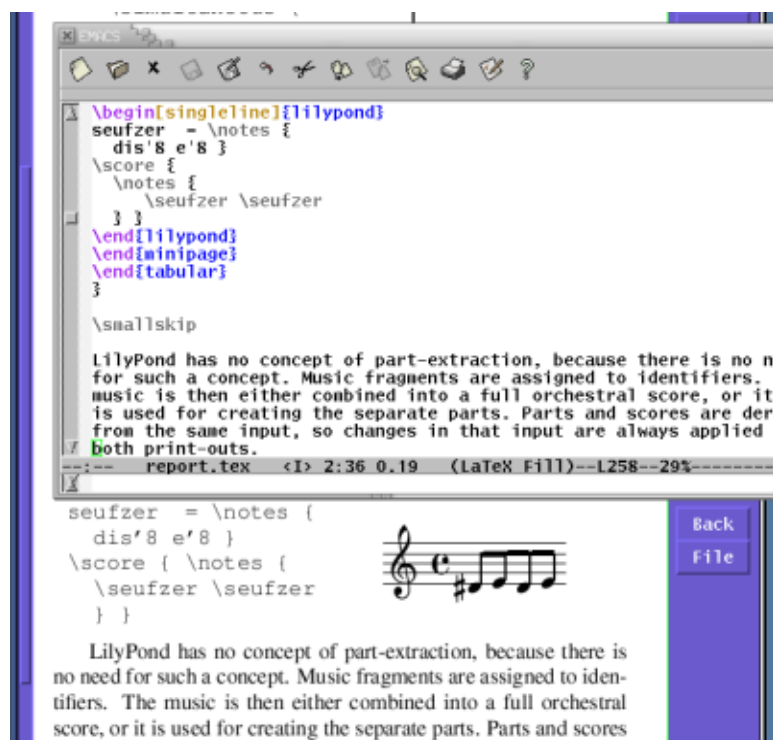 EMACS
\begin[singleline]{lilypond}
seufzer = \notes {
dis'8 e'8 }
\score {
\notes {
\seufzer \seufzer
} }
\end{lilypond}
\end{minipage}
\end{tabular}
}
\smallskip
LilyPond has no concept of part-extraction, because there is no n
for such a concept. Music fragments are assigned to identifiers.
music is then either combined into a full orchestral score, or it
is used for creating the separate parts. Parts and scores are der
from the same input, so changes in that input are always applied
both print-outs.
--:-- report.tex <I> 2:36 0.19 (LaTeX Fill)--L258--29%--------
seufzer = \notes {
dis'8 e'8 }
\score { \notes {
\seufzer \seufzer
} }
Back
File
LilyPond has no concept of part-extraction, because there is
no need for such a concept. Music fragments are assigned to iden-
tifiers. The music is then either combined into a full orchestral
score, or it is used for creating the separate parts. Parts and scores